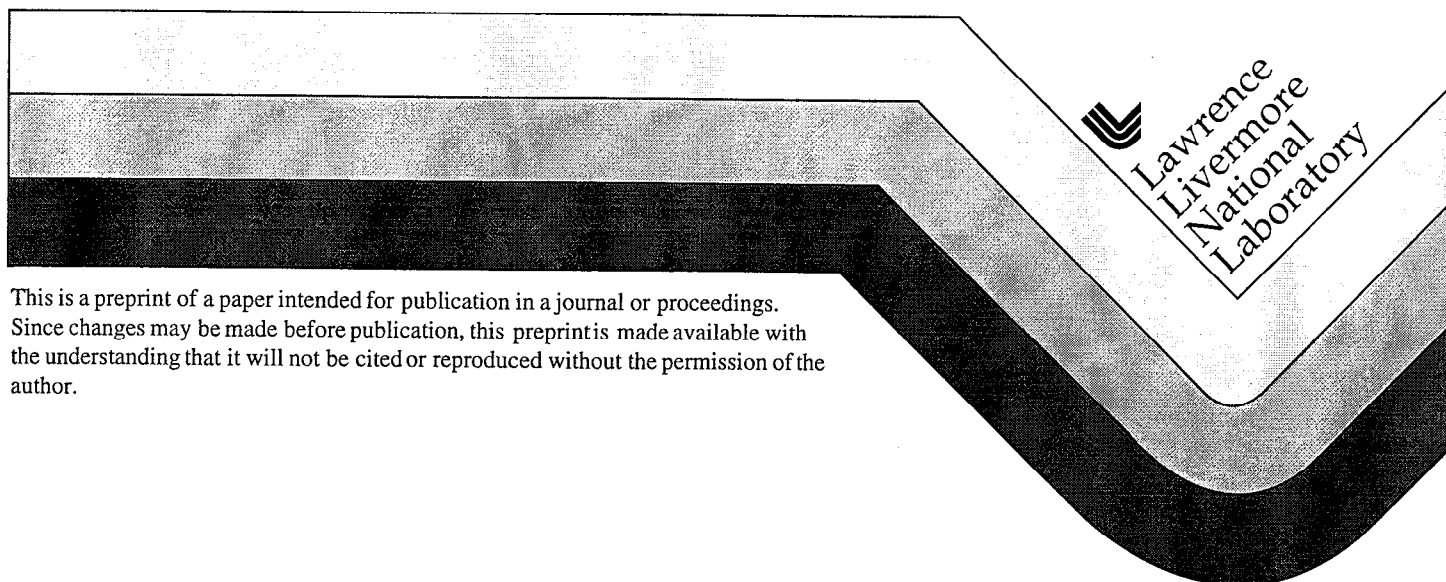 Lawrence
Livermore
National
Laboratory
This is a preprint of a paper intended for publication in a journal or proceedings.
Since changes may be made before publication, this preprint is made available with
the understanding that it will not be cited or reproduced without the permission of the
author.